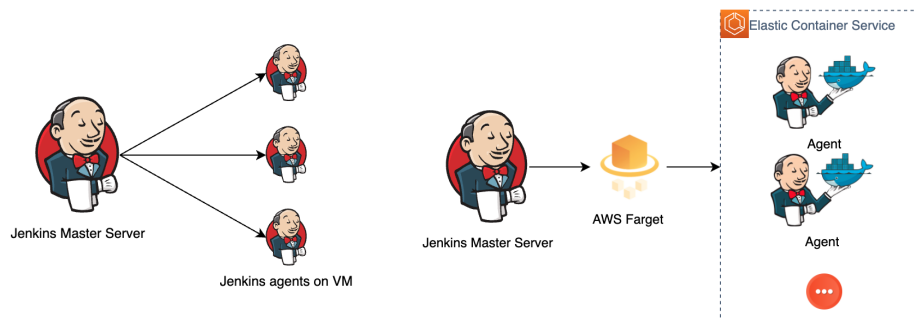 Jenkins Master Server
Jenkins agents on VM
Jenkins Master Server
AWS Farget
Elastic Container Service
Agent
Agent